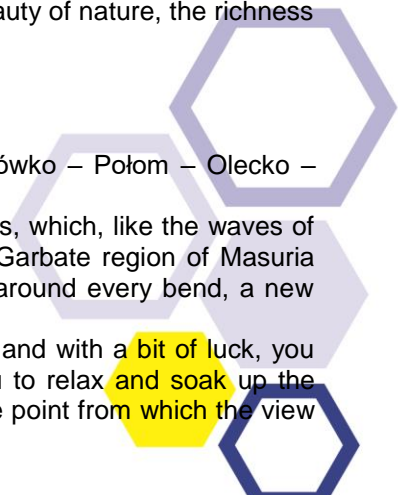 auty of nature, the richness
ówko – Połom – Olecko –
s, which, like the waves of
Garbate region of Masuria
around every bend, a new
and with a bit of luck, you
to relax and soak up the
point from which the view